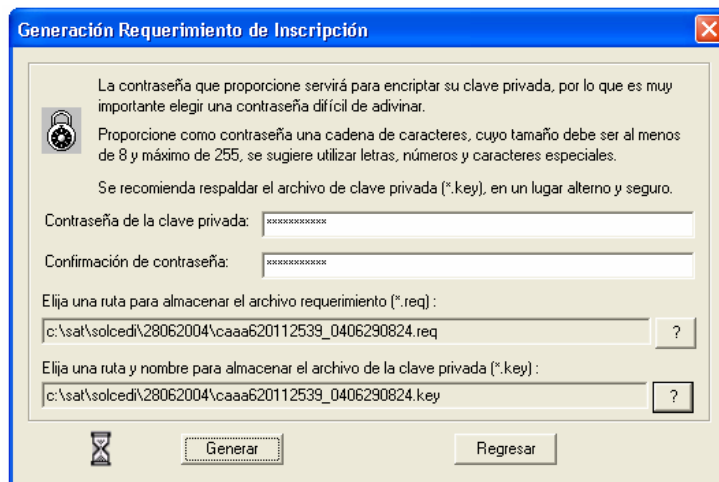 Generación Requerimiento de Inscripción
La contraseña que proporcione servirá para encriptar su clave privada, por lo que es muy
importante elegir una contraseña difícil de adivinar.
Proporcione como contraseña una cadena de caracteres, cuyo tamaño debe ser al menos
de 8 y máximo de 255, se sugiere utilizar letras, números y caracteres especiales.
Se recomienda respaldar el archivo de clave privada (*.key), en un lugar alterno y seguro.
Contraseña de la clave privada: ***********
Confirmación de contraseña: ***********
Elija una ruta para almacenar el archivo requerimiento (*.req) :
c:\sat\solcedi\28062004\caaa620112539_0406290824.req ?
Elija una ruta y nombre para almacenar el archivo de la clave privada (*.key) :
c:\sat\solcedi\28062004\caaa620112539_0406290824.key ?
Generar Regresar